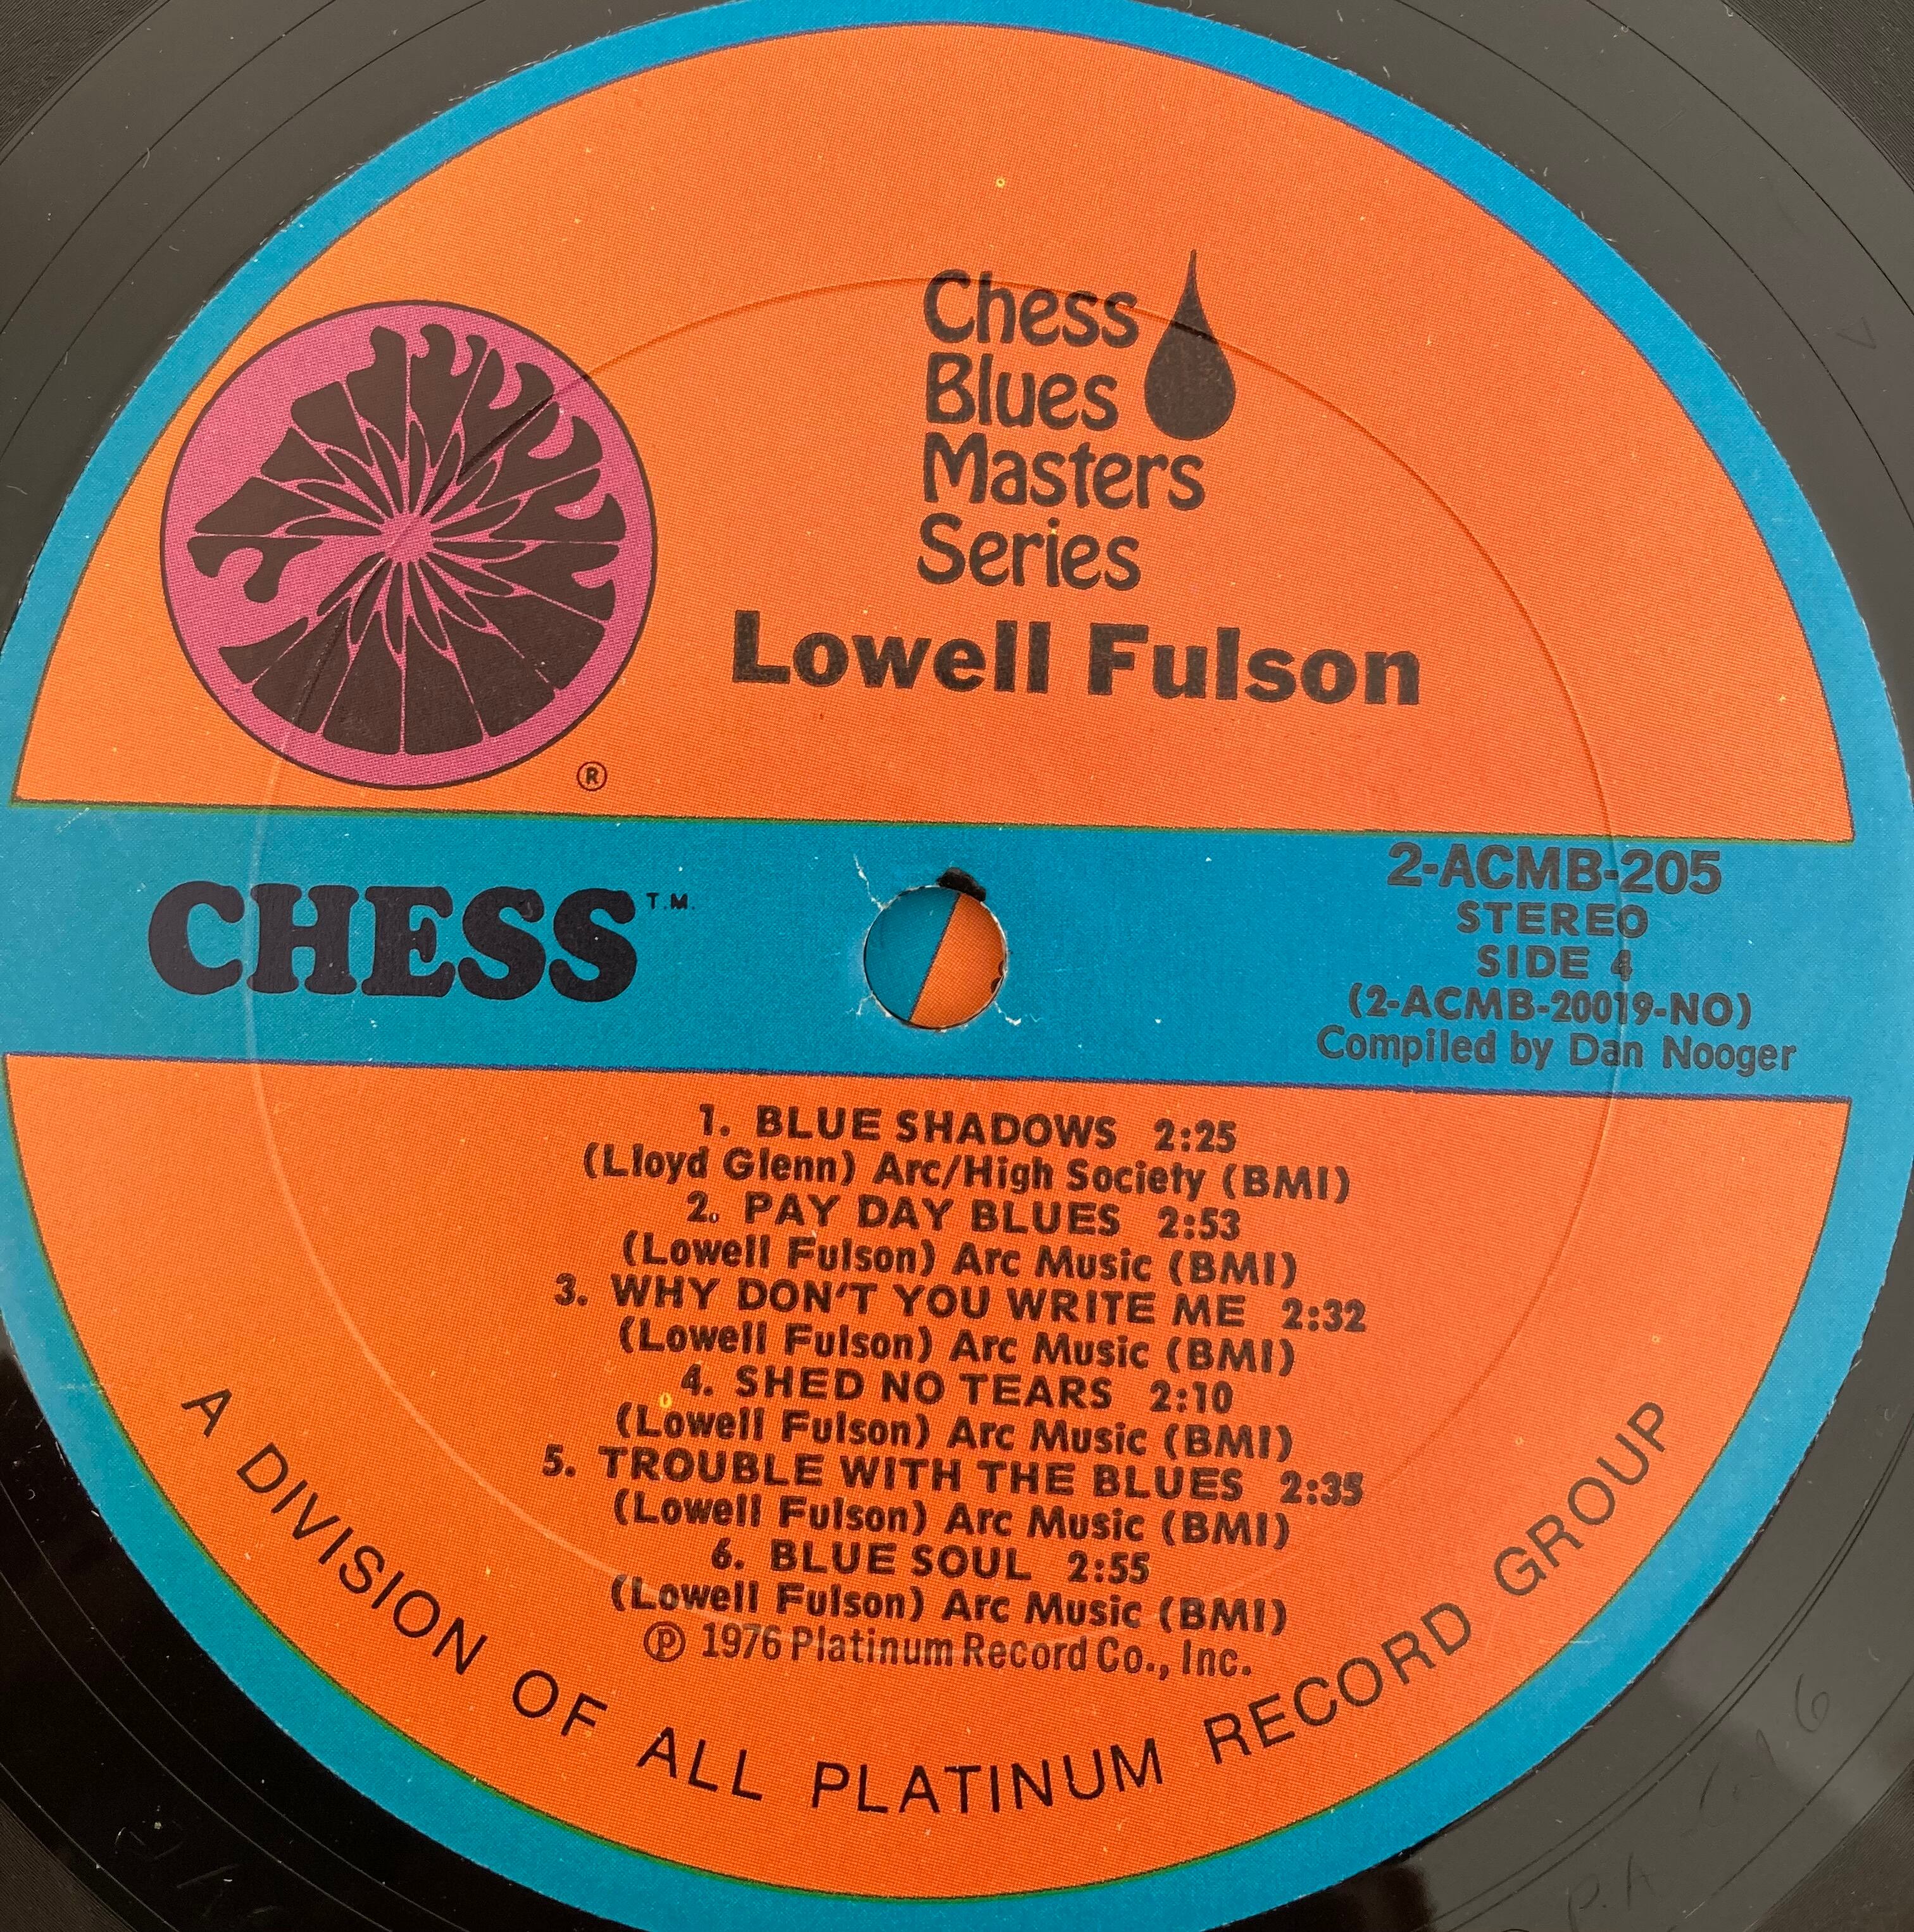 Chess
Blues
Masters
Series
Lowell Fulson
®
CHESS T.M.
2-ACMB-205
STEREO
SIDE 4
(2-ACMB-20019-NO)
Compiled by Dan Nooger
1. BLUE SHADOWS 2:25
(Lloyd Glenn) Arc/High Society (BMI)
2. PAY DAY BLUES 2:53
(Lowell Fulson) Arc Music (BMI)
3. WHY DON'T YOU WRITE ME 2:32
(Lowell Fulson) Arc Music (BMI)
4. SHED NO TEARS 2:10
(Lowell Fulson) Arc Music (BMI)
5. TROUBLE WITH THE BLUES 2:35
(Lowell Fulson) Arc Music (BMI)
6. BLUE SOUL 2:55
(Lowell Fulson) Arc Music (BMI)
℗ 1976 Platinum Record Co., Inc.
A DIVISION OF ALL PLATINUM RECORD GROUP